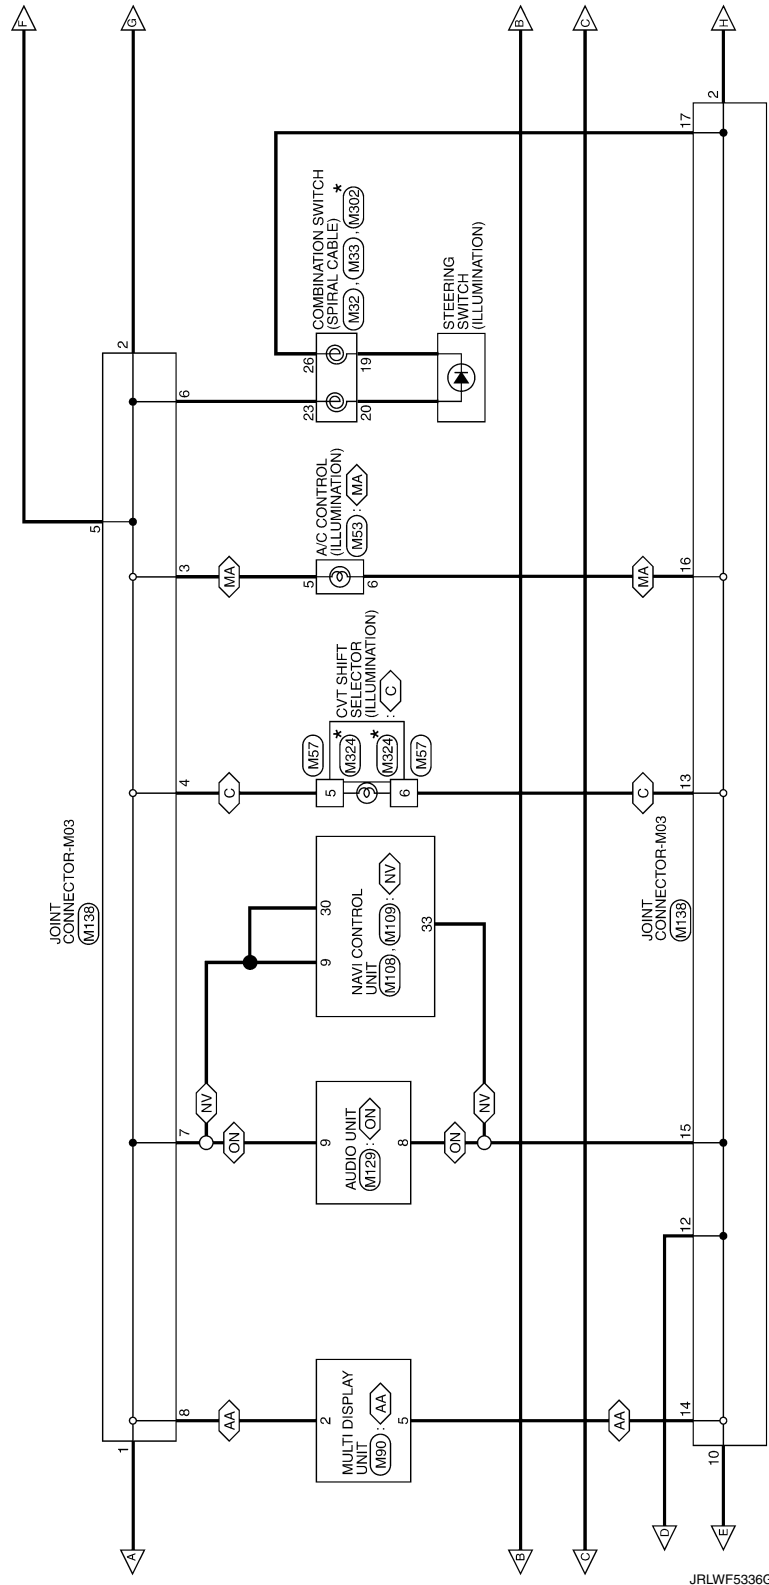 F
G
B
C
H
2
2
17
5
6
COMBINATION SWITCH
(SPIRAL CABLE) *
M32 , M33 , M302
26
23
19
20
STEERING
SWITCH
(ILLUMINATION)
3
MA
A/C CONTROL
(ILLUMINATION)
M53 : MA
5
6
MA
16
4
C
CVT SHIFT
SELECTOR
(ILLUMINATION)
: C
M57
* M324
5
6
* M324
M57
C
13
JOINT
CONNECTOR-M03
M138
JOINT
CONNECTOR-M03
M138
NAVI CONTROL
UNIT
M108 , M109 : NV
30
9
33
NV
NV
7
ON
AUDIO UNIT
M129 : ON
9
8
ON
15
12
8
AA
MULTI DISPLAY
UNIT
M90 : AA
2
5
AA
14
1
10
A
B
C
D
E
JRLWF5336G